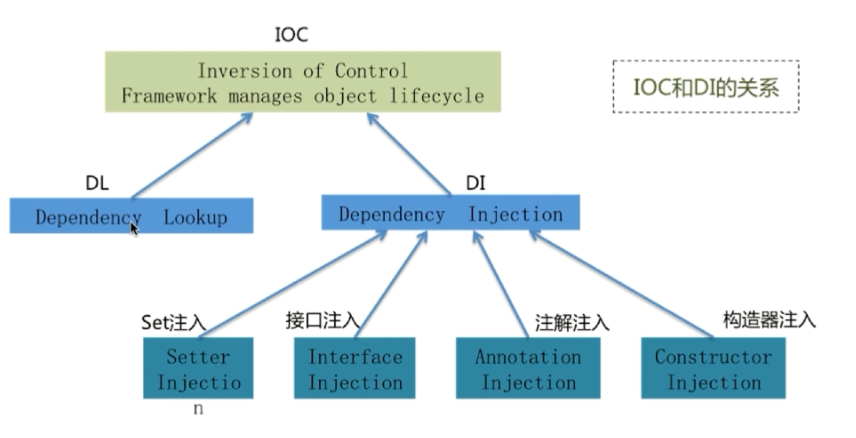 IOC
Inversion of Control
Framework manages object lifecycle
IOC和DI的关系
DL
DI
Dependency Lookup
Dependency Injection
Set注入
接口注入
注解注入
构造器注入
Setter
Injectio
n
Interface
Injection
Annotation
Injection
Constructor
Injection